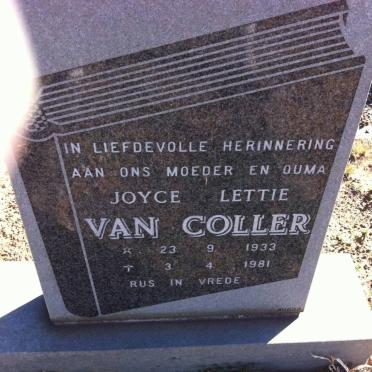 IN LIEFDEVOLLE HERINNERING
AAN ONS MOEDER EN OUMA
JOYCE LETTIE
VAN COLLER
☆ 23 9 1933
✝ 3 4 1981
RUS IN VREDE